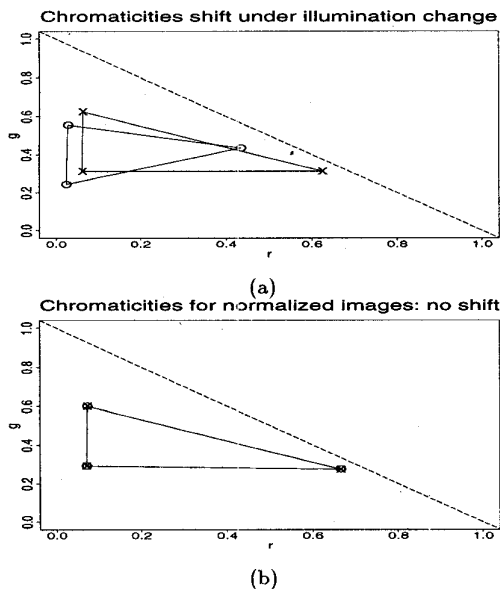 Chromaticities shift under illumination change
1.0
0.8
0.6
g
0.4
0.2
0.0
0.0 0.2 0.4 0.6 0.8 1.0
r
(a)
Chromaticities for normalized images: no shift
1.0
0.8
0.6
g
0.4
0.2
0.0
0.0 0.2 0.4 0.6 0.8 1.0
r
(b)